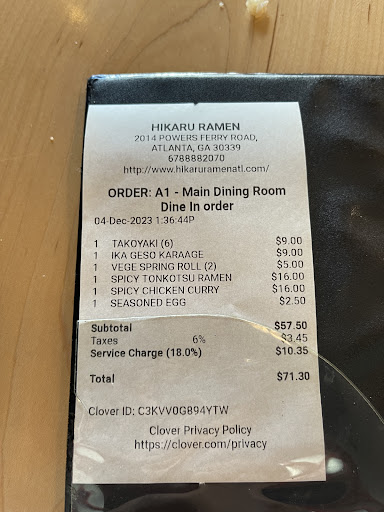 HIKARU RAMEN
2014 POWERS FERRY ROAD,
ATLANTA, GA 30339
6788882070
http://www.hikaruramenatl.com/
ORDER: A1 - Main Dining Room
Dine In order
04-Dec-2023 1:36:44P
1 TAKOYAKI (6) $9.00
1 IKA GESO KARAAGE $9.00
1 VEGE SPRING ROLL (2) $5.00
1 SPICY TONKOTSU RAMEN $16.00
1 SPICY CHICKEN CURRY $16.00
1 SEASONED EGG $2.50
Subtotal $57.50
Taxes 6% $3.45
Service Charge (18.0%) $10.35
Total $71.30
Clover ID: C3KVV0G894YTW
Clover Privacy Policy
https://clover.com/privacy